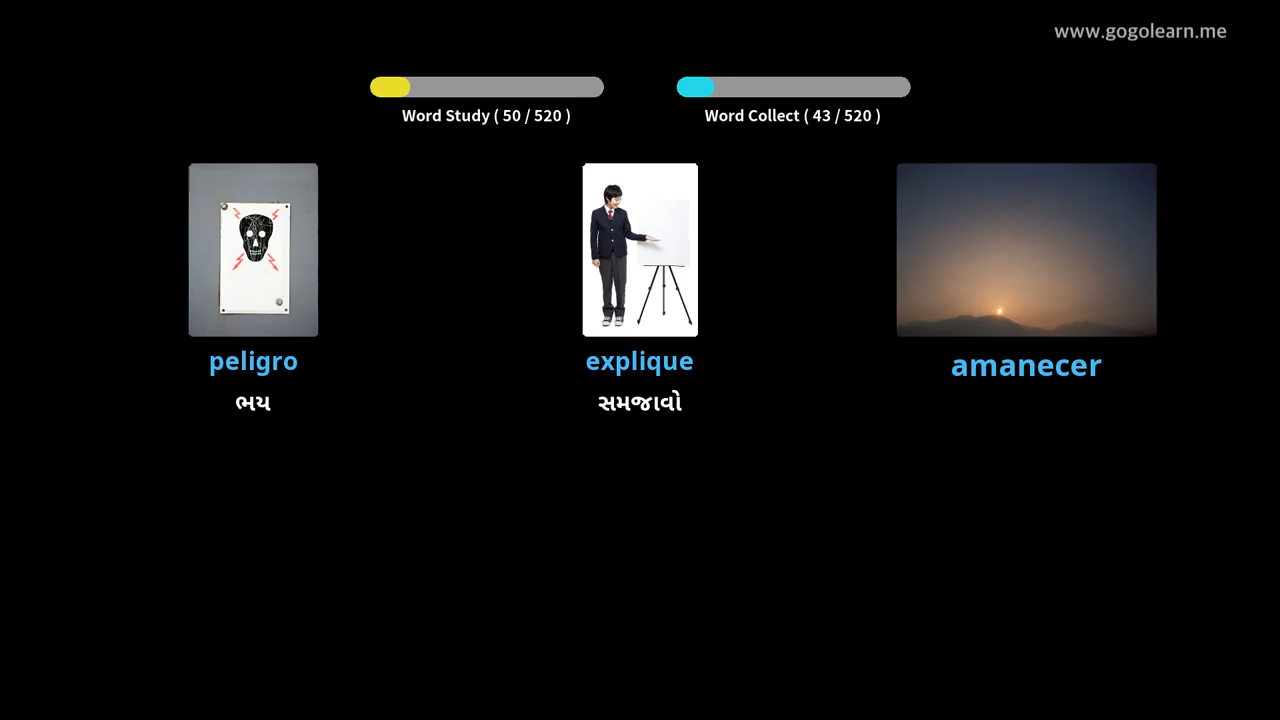 www.gogolearn.me
Word Study ( 50 / 520 )
Word Collect ( 43 / 520 )
peligro
ભય
explique
સમજાવો
amanecer